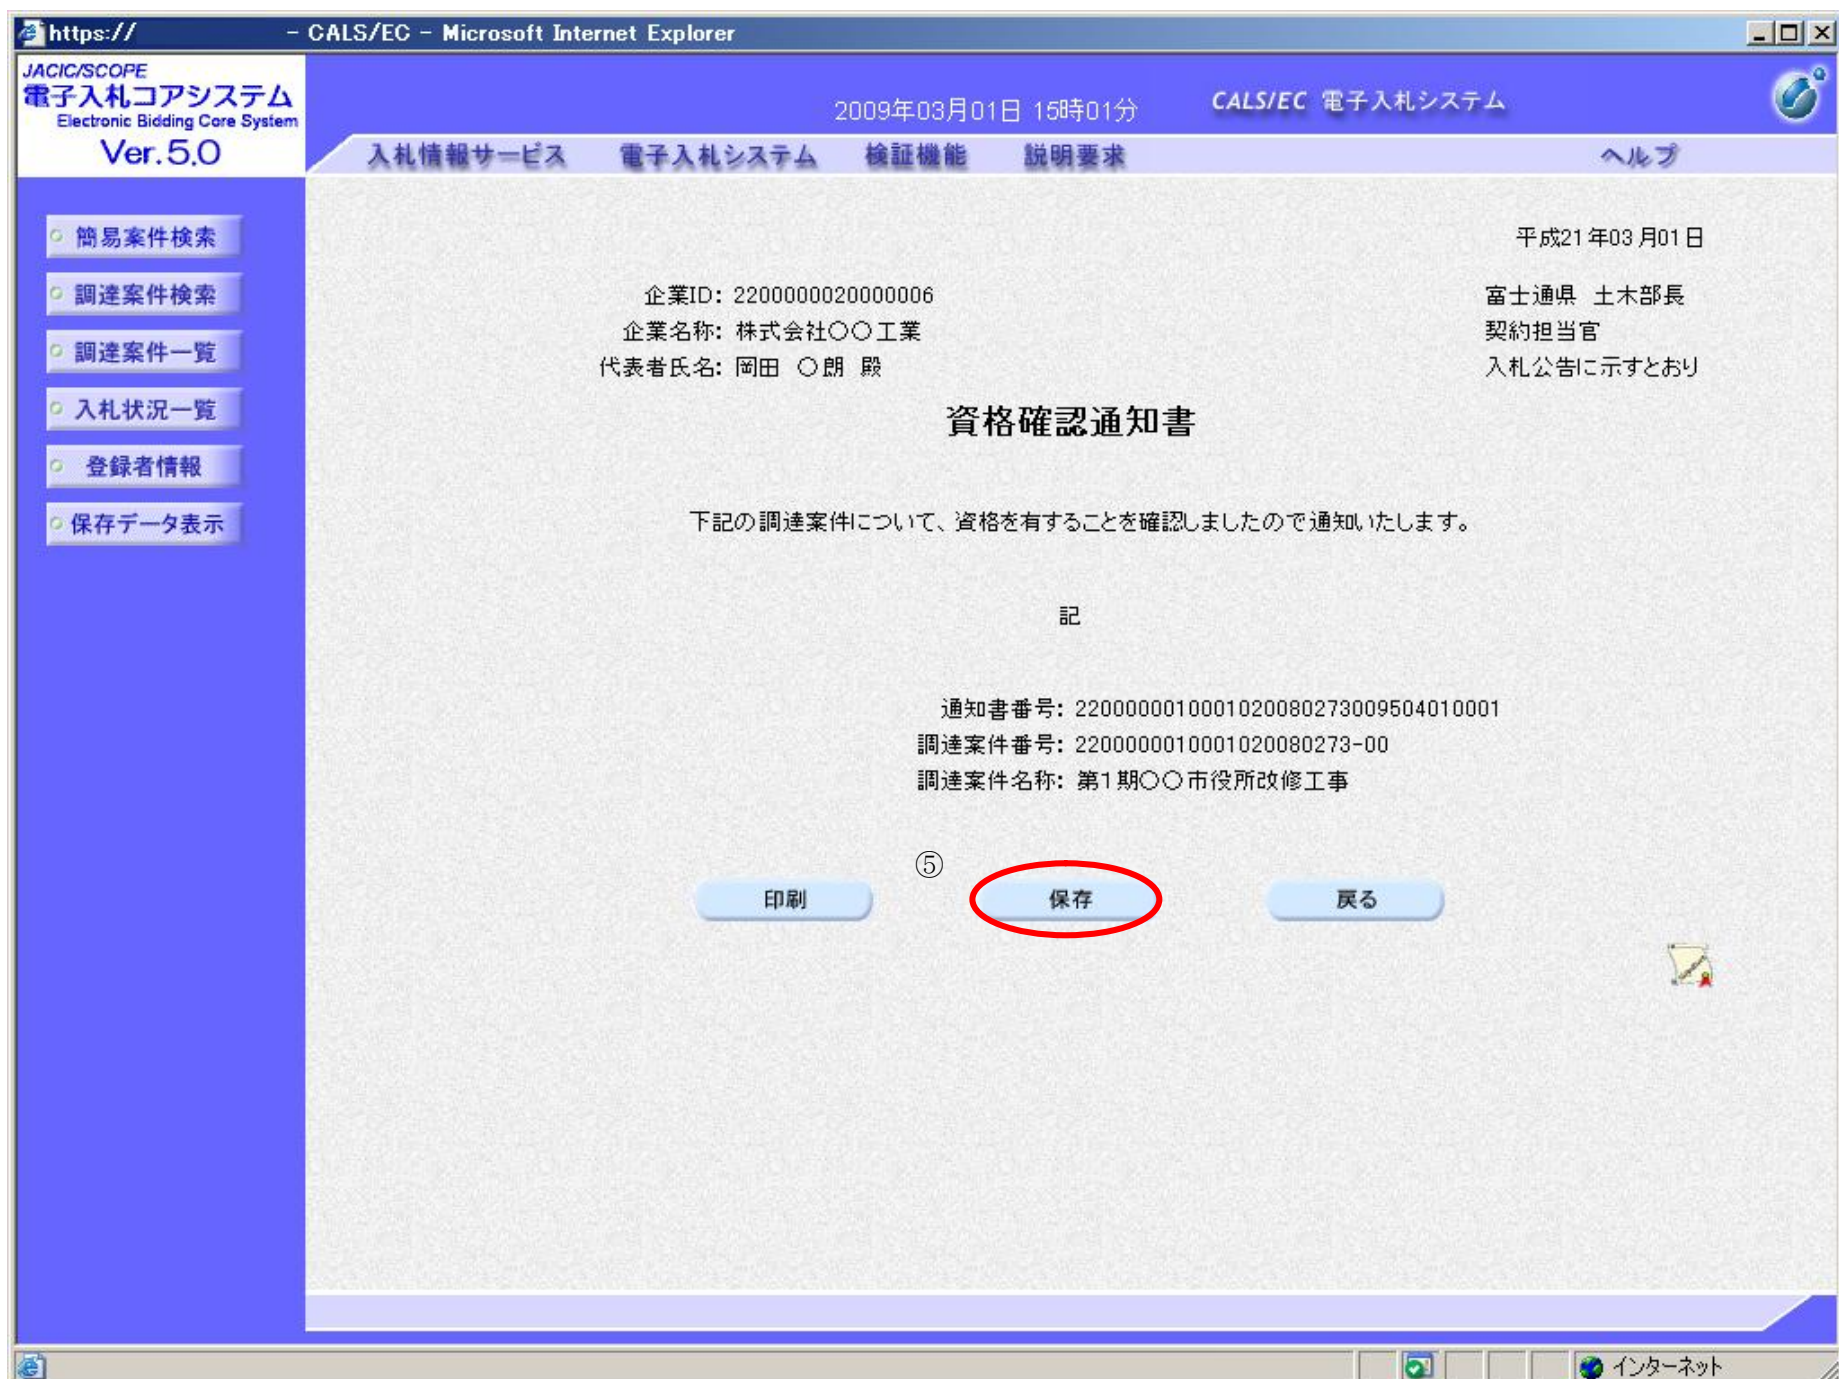 https:// - CALS/EC - Microsoft Internet Explorer
JACIC/SCOPE
電子入札コアシステム
Electronic Bidding Core System
Ver.5.0
2009年03月01日 15時01分
CALS/EC 電子入札システム
入札情報サービス 電子入札システム 検証機能 説明要求 ヘルプ
簡易案件検索
調達案件検索
調達案件一覧
入札状況一覧
登録者情報
保存データ表示
平成21年03月01日
企業ID: 2200000020000006
企業名称: 株式会社〇〇工業
代表者氏名: 岡田 〇朗 殿
富士通県 土木部長
契約担当官
入札公告に示すとおり
資格確認通知書
下記の調達案件について、資格を有することを確認しましたので通知いたします。
記
通知書番号: 22000000100010200802730095040​10001
調達案件番号: 2200000010001020080273-00
調達案件名称: 第1期〇〇市役所改修工事
⑤
印刷 保存 戻る
インターネット